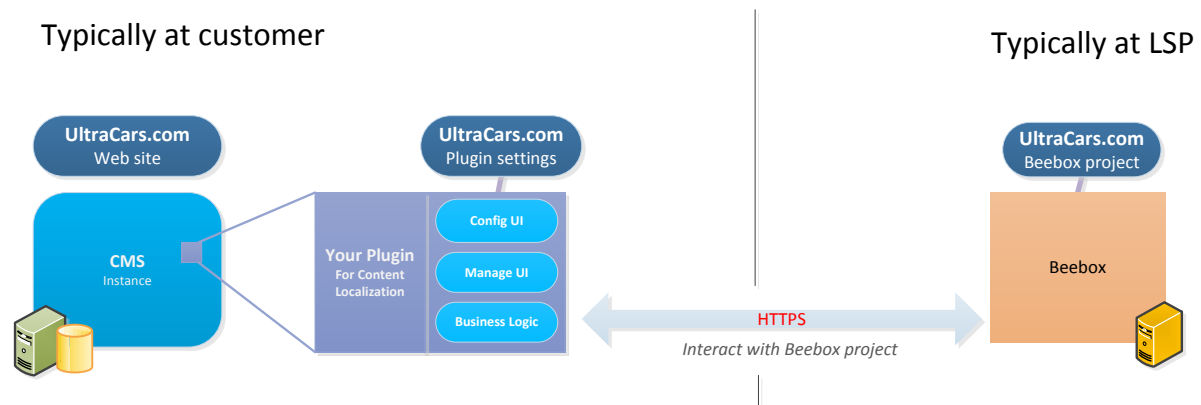 Typically at customer
Typically at LSP
UltraCars.com
Web site
UltraCars.com
Plugin settings
UltraCars.com
Beebox project
CMS
Instance
Your Plugin
For Content
Localization
Config UI
Manage UI
Business Logic
HTTPS
Interact with Beebox project
Beebox